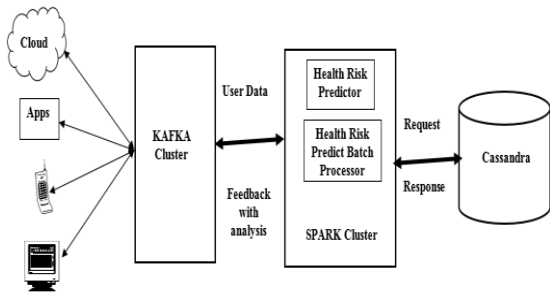 Cloud
Apps
KAFKA
Cluster
User Data
Feedback
with
analysis
Health Risk
Predictor
Health Risk
Predict Batch
Processor
SPARK Cluster
Request
Response
Cassandra